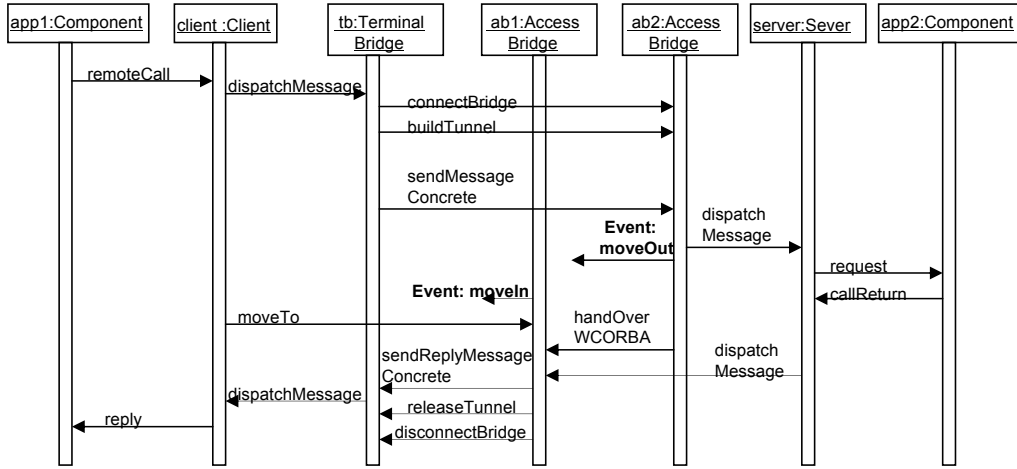 app1:Component
client :Client
tb:Terminal
Bridge
ab1:Access
Bridge
ab2:Access
Bridge
server:Sever
app2:Component
remoteCall
dispatchMessage
connectBridge
buildTunnel
sendMessage
Concrete
dispatch
Message
Event:
moveOut
request
Event: moveIn
callReturn
moveTo
handOver
WCORBA
sendReplyMessage
Concrete
dispatch
Message
dispatchMessage
releaseTunnel
reply
disconnectBridge